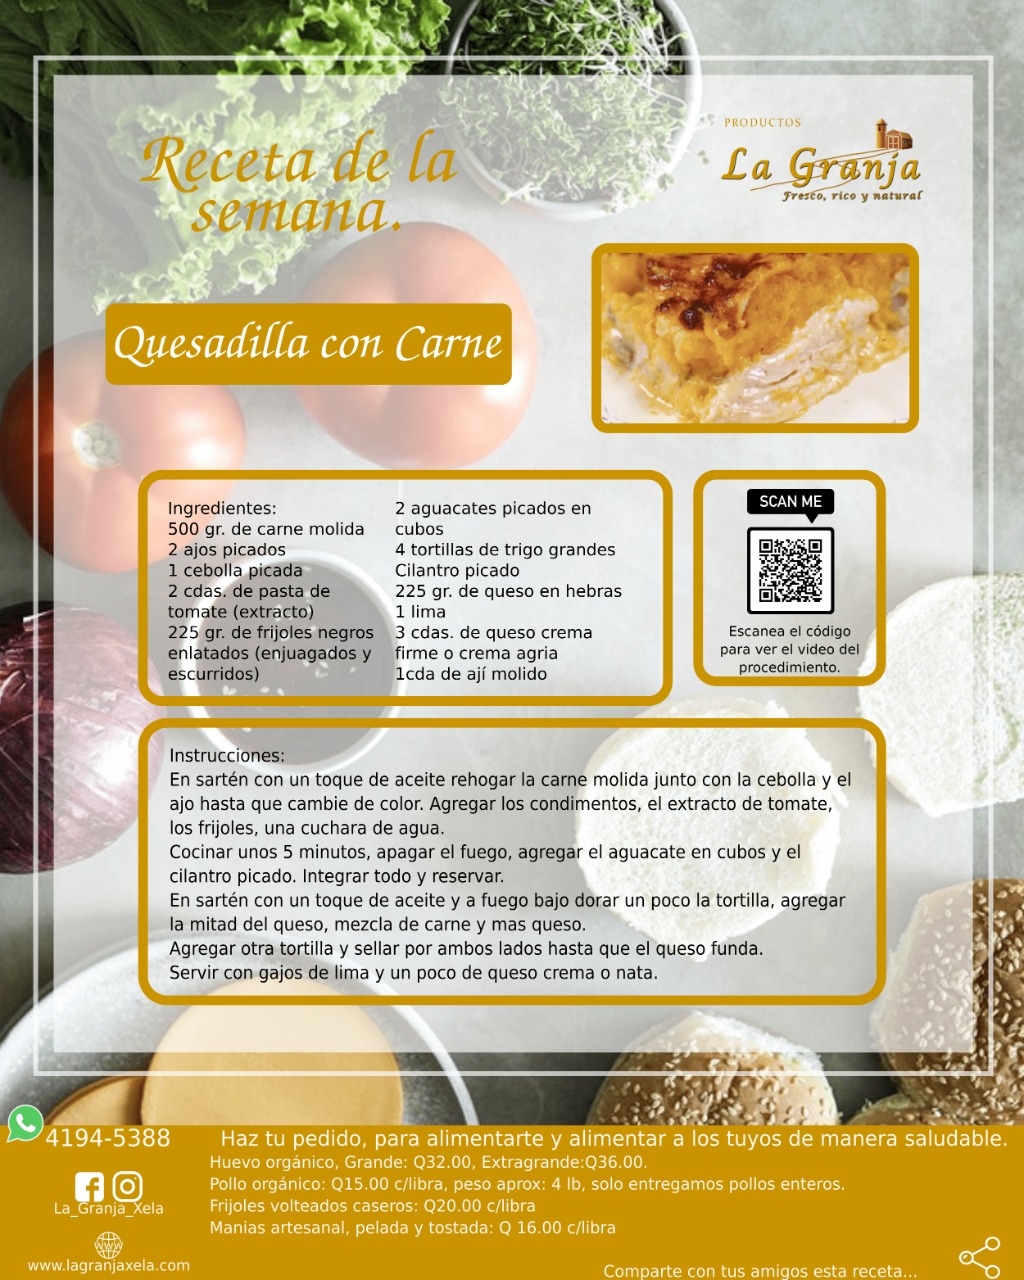 PRODUCTOS
La Granja
Fresco, rico y natural
Receta de la
semana.
Quesadilla con Carne
Ingredientes:
500 gr. de carne molida
2 ajos picados
1 cebolla picada
2 cdas. de pasta de
tomate (extracto)
225 gr. de frijoles negros
enlatados (enjuagados y
escurridos)
2 aguacates picados en
cubos
4 tortillas de trigo grandes
Cilantro picado
225 gr. de queso en hebras
1 lima
3 cdas. de queso crema
firme o crema agria
1cda de ají molido
SCAN ME
Escanea el código
para ver el video del
procedimiento.
Instrucciones:
En sartén con un toque de aceite rehogar la carne molida junto con la cebolla y el
ajo hasta que cambie de color. Agregar los condimentos, el extracto de tomate,
los frijoles, una cuchara de agua.
Cocinar unos 5 minutos, apagar el fuego, agregar el aguacate en cubos y el
cilantro picado. Integrar todo y reservar.
En sartén con un toque de aceite y a fuego bajo dorar un poco la tortilla, agregar
la mitad del queso, mezcla de carne y mas queso.
Agregar otra tortilla y sellar por ambos lados hasta que el queso funda.
Servir con gajos de lima y un poco de queso crema o nata.
4194-5388
La_Granja_Xela
WWW
www.lagranjaxela.com
Haz tu pedido, para alimentarte y alimentar a los tuyos de manera saludable.
Huevo orgánico, Grande: Q32.00, Extragrande:Q36.00.
Pollo orgánico: Q15.00 c/libra, peso aprox: 4 lb, solo entregamos pollos enteros.
Frijoles volteados caseros: Q20.00 c/libra
Manias artesanal, pelada y tostada: Q 16.00 c/libra
Comparte con tus amigos esta receta...